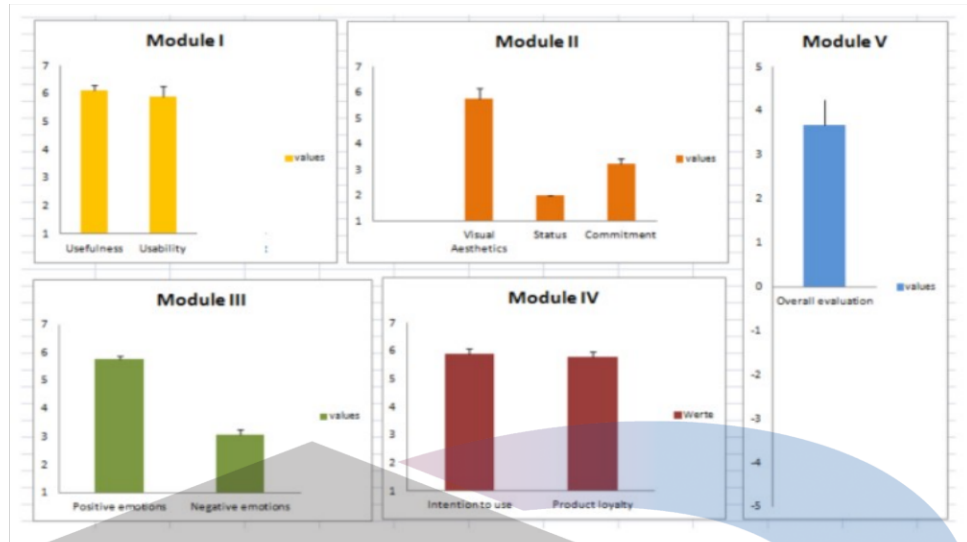 Module I
7
6
5
4
3
2
1
Usefulness Usability
values
Module II
7
6
5
4
3
2
1
Visual Aesthetics
Status
Commitment
values
Module V
5
4
3
2
1
0
-1
-2
-3
-4
-5
Overall evaluation
values
Module III
7
6
5
4
3
2
1
Positive emotions Negative emotions
values
Module IV
7
6
5
4
3
2
1
Intention to use Product loyalty
Werte